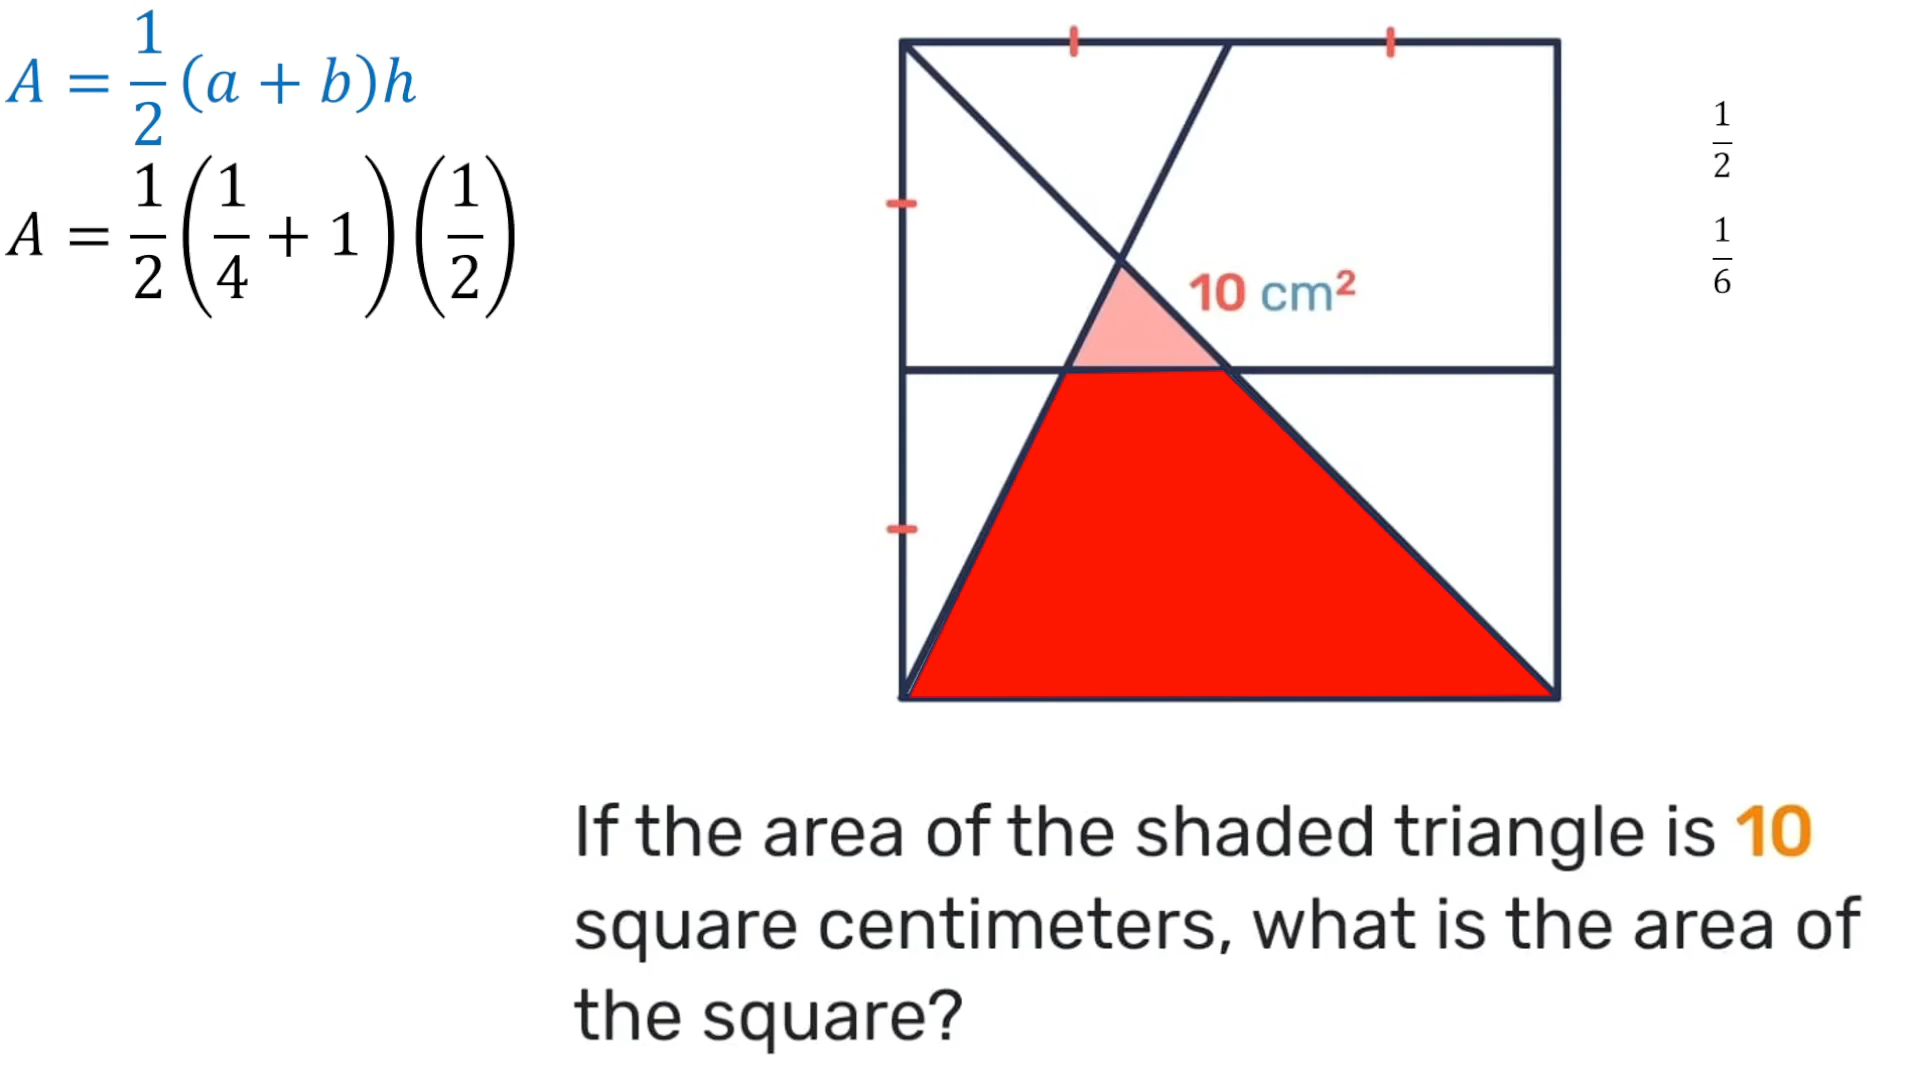 A = 1/2 (a + b)h
A = 1/2 (1/4 + 1) (1/2)
1/2
1/6
10 cm²
If the area of the shaded triangle is 10
square centimeters, what is the area of
the square?